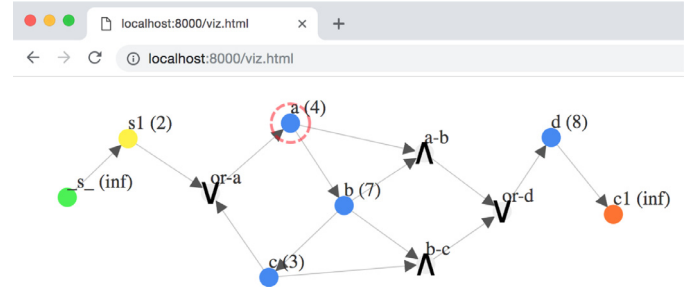 localhost:8000/viz.html × +
localhost:8000/viz.html
a (4)
s1 (2)
d (8)
a-b
∧
_s_ (inf)
or-a
∨
b (7)
or-d
∨
c1 (inf)
b-c
∧
c (3)